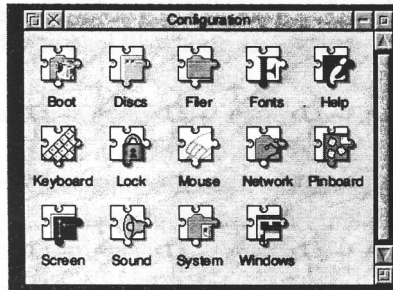 Configuration
Boot Discs Filer Fonts Help
Keyboard Lock Mouse Network Pinboard
Screen Sound System Windows